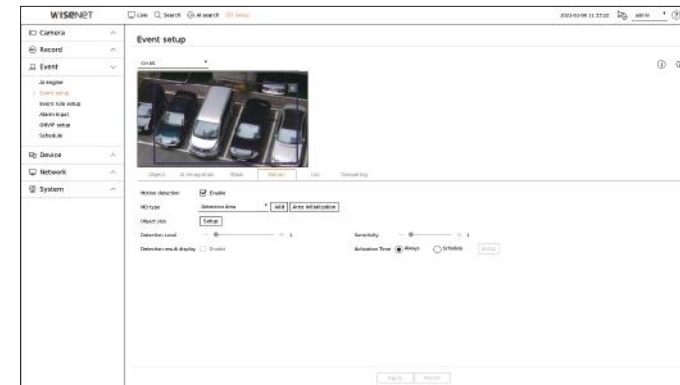 WISENET
Live Search AI search Setup
admin
Camera
Record
Event
AI engine
Event setup
Event rule setup
Alarm input
ONVIF setup
Schedule
Device
Network
System
Event setup
Object AI recognition Mask Motion
Motion detection Enable
MD type Detection Area Add Area initialization
Object size Setup
Detection Level 1 Sensitivity 1
Detection result display Enable Activation Time Always Schedule Setup
Apply